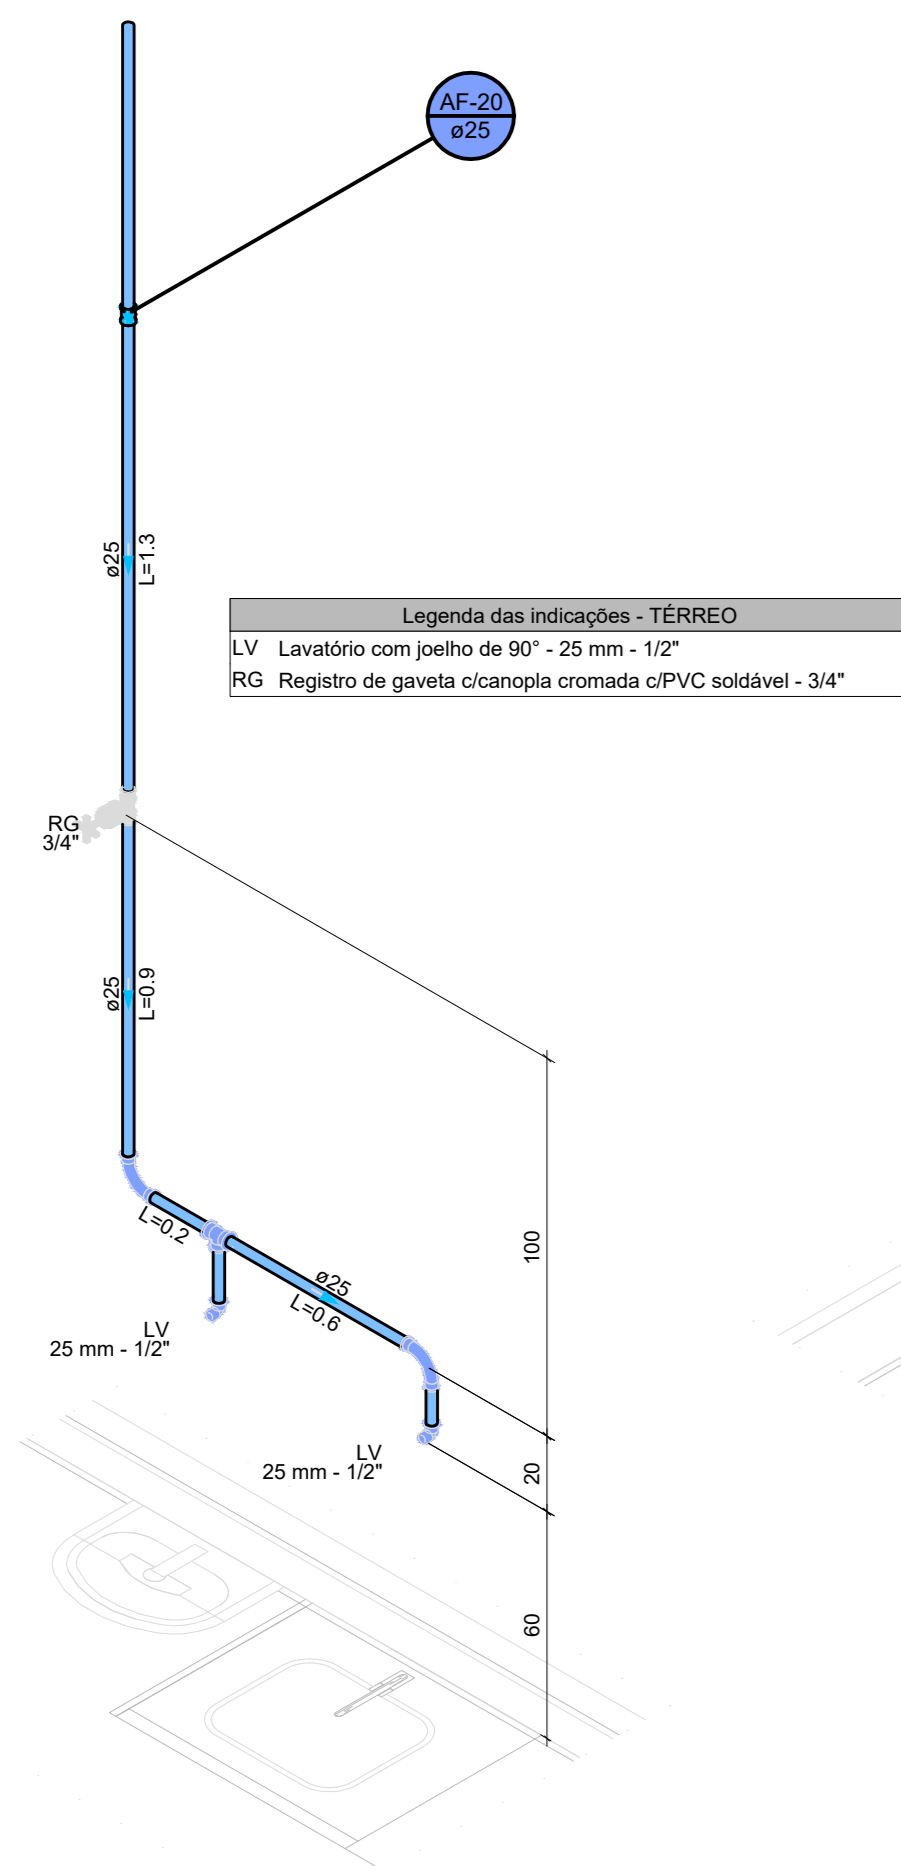 AF-20
ø25
ø25
L=1.3
Legenda das indicações - TÉRREO
LV Lavatório com joelho de 90° - 25 mm - 1/2"
RG Registro de gaveta c/canopla cromada c/PVC soldável - 3/4"
RG
3/4"
ø25
L=0.9
L=0.2
ø25
L=0.6
100
LV
25 mm - 1/2"
LV
25 mm - 1/2"
20
60